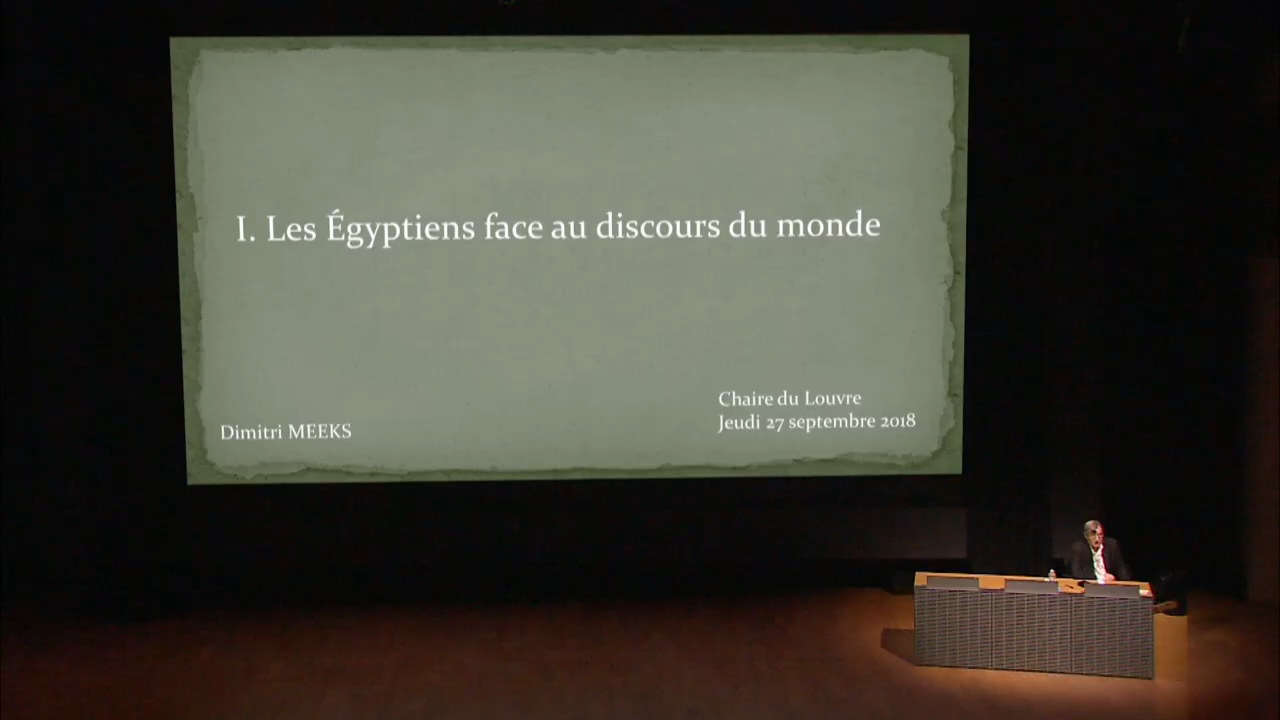 I. Les Égyptiens face au discours du monde
Chaire du Louvre
Jeudi 27 septembre 2018
Dimitri MEEKS